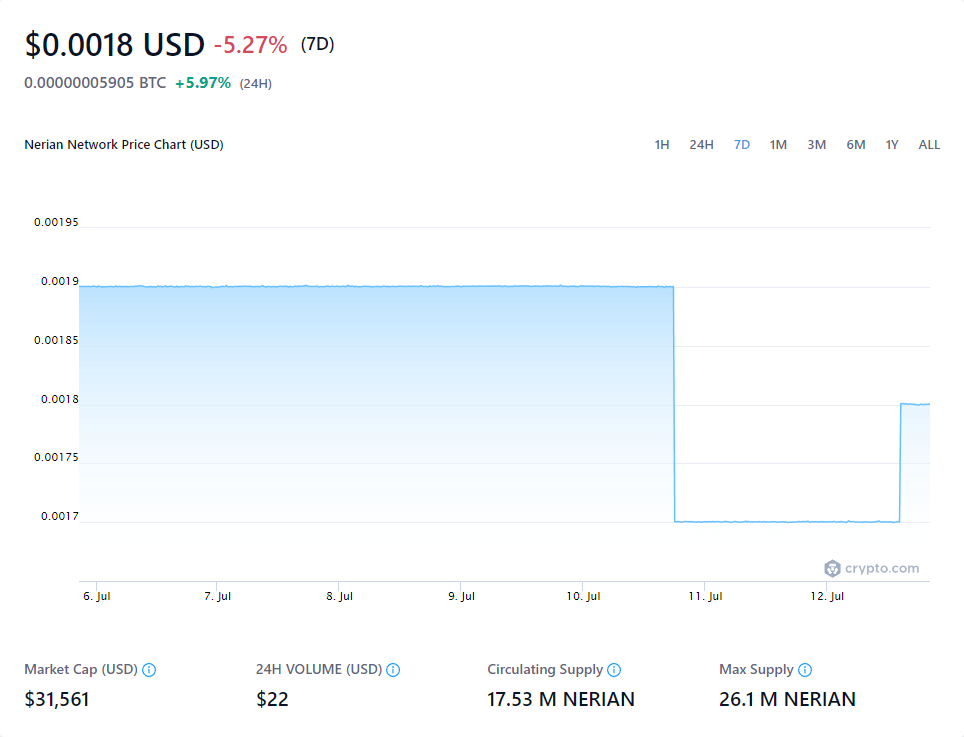 $0.0018 USD -5.27% (7D)
0.00000005905 BTC +5.97% (24H)
Nerian Network Price Chart (USD)
1H 24H 7D 1M 3M 6M 1Y ALL
0.00195
0.0019
0.00185
0.0018
0.00175
0.0017
crypto.com
6. Jul 7. Jul 8. Jul 9. Jul 10. Jul 11. Jul 12. Jul
Market Cap (USD) 24H VOLUME (USD) Circulating Supply Max Supply
$31,561 $22 17.53 M NERIAN 26.1 M NERIAN